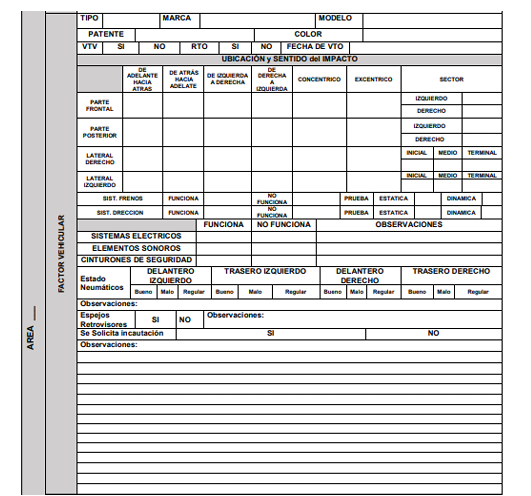 TIPO MARCA MODELO
PATENTE COLOR
VTV SI NO RTO SI NO FECHA DE VTO
UBICACIÓN y SENTIDO del IMPACTO
DE ADELANTE HACIA ATRAS DE ATRÁS HACIA ADELATE DE IZQUIERDA A DERECHA DE DERECHA A IZQUIERDA CONCENTRICO EXCENTRICO SECTOR
PARTE FRONTAL IZQUIERDO
DERECHO
PARTE POSTERIOR IZQUIERDO
DERECHO
LATERAL DERECHO INICIAL MEDIO TERMINAL
LATERAL IZQUIERDO INICIAL MEDIO TERMINAL
SIST. FRENOS FUNCIONA NO FUNCIONA PRUEBA ESTATICA DINAMICA
SIST. DRECCION FUNCIONA NO FUNCIONA PRUEBA ESTATICA DINAMICA
FUNCIONA NO FUNCIONA OBSERVACIONES
SISTEMAS ELECTRICOS
ELEMENTOS SONOROS
CINTURONES DE SEGURIDAD
Estado Neumáticos DELANTERO IZQUIERDO TRASERO IZQUIERDO DELANTERO DERECHO TRASERO DERECHO
Bueno Malo Regular Bueno Malo Regular Bueno Malo Regular Bueno Malo Regular
Observaciones:
Espejos Retrovisores SI NO Observaciones:
Se Solicita incautación SI NO
Observaciones:
FACTOR VEHICULAR
AREA ___